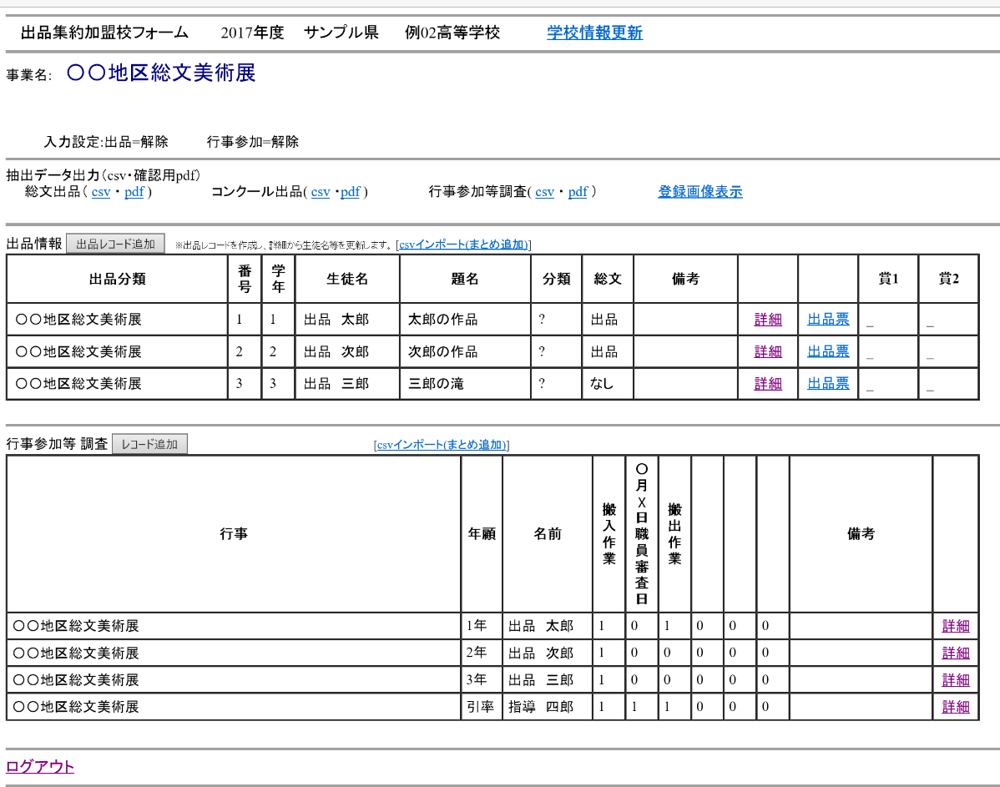 出品集約加盟校フォーム 2017年度 サンプル県 例02高等学校 学校情報更新
事業名: 〇〇地区総文美術展
入力設定:出品=解除 行事参加=解除
抽出データ出力(csv・確認用pdf)
総文出品( csv ・ pdf ) コンクール出品( csv ・pdf ) 行事参加等調査( csv ・ pdf ) 登録画像表示
出品情報 出品レコード追加 ※出品レコードを作成し、詳細から生徒名等を更新します。 [csvインポート(まとめ追加)]
出品分類 番号 学年 生徒名 題名 分類 総文 備考 賞1 賞2
〇〇地区総文美術展 1 1 出品 太郎 太郎の作品 ? 出品 詳細 出品票 _ _
〇〇地区総文美術展 2 2 出品 次郎 次郎の作品 ? 出品 詳細 出品票 _ _
〇〇地区総文美術展 3 3 出品 三郎 三郎の滝 ? なし 詳細 出品票 _ _
行事参加等 調査 レコード追加 [csvインポート(まとめ追加)]
行事 年顧 名前 搬入作業 〇月X日職員審査日 搬出作業 備考
〇〇地区総文美術展 1年 出品 太郎 1 0 1 0 0 0 詳細
〇〇地区総文美術展 2年 出品 次郎 1 0 0 0 0 0 詳細
〇〇地区総文美術展 3年 出品 三郎 1 0 0 0 0 0 詳細
〇〇地区総文美術展 引率 指導 四郎 1 1 1 0 0 0 詳細
ログアウト